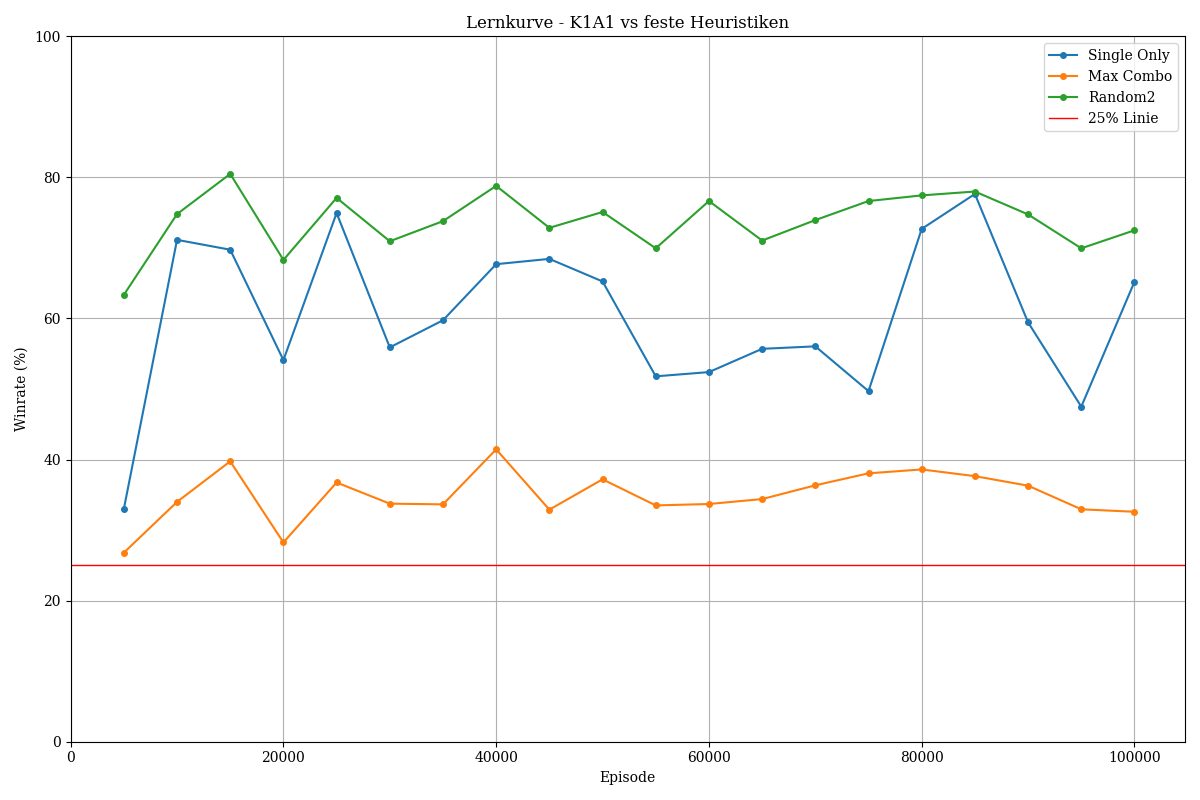 Lernkurve - K1A1 vs feste Heuristiken
Single Only
Max Combo
Random2
25% Linie
Winrate (%)
100
80
60
40
20
0
0 20000 40000 60000 80000 100000
Episode